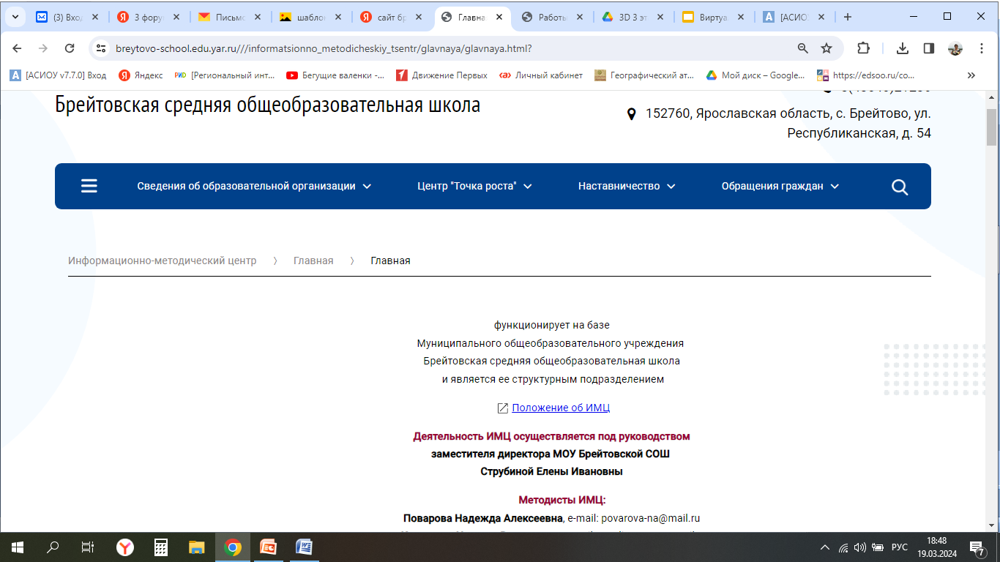 (3) Вход
3 фору
Письмо
шабло
сайт бр
Главна
Работы
3D 3 эт
Виртуа
[АСИО
breytovo-school.edu.yar.ru///informatsionno_metodicheskiy_tsentr/glavnaya/glavnaya.html?
[АСИОУ v7.7.0] Вход
Яндекс
РИД [Региональный инт...
Бегущие валенки -...
Движение Первых
Личный кабинет
Географический ат...
Мой диск – Google...
https://edsoo.ru/co...
Брейтовская средняя общеобразовательная школа
152760, Ярославская область, с. Брейтово, ул.
Республиканская, д. 54
Сведения об образовательной организации
Центр "Точка роста"
Наставничество
Обращения граждан
Информационно-методический центр
Главная
Главная
функционирует на базе
Муниципального общеобразовательного учреждения
Брейтовская средняя общеобразовательная школа
и является ее структурным подразделением
Положение об ИМЦ
Деятельность ИМЦ осуществляется под руководством
заместителя директора МОУ Брейтовской СОШ
Струбиной Елены Ивановны
Методисты ИМЦ:
Поварова Надежда Алексеевна, e-mail: povarova-na@mail.ru
РУС
18:48
19.03.2024
7